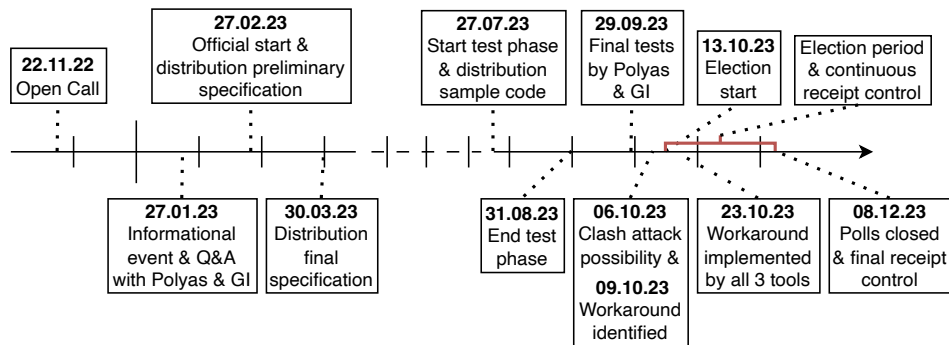 22.11.22
Open Call
27.02.23
Official start &
distribution preliminary
specification
27.07.23
Start test phase
& distribution
sample code
29.09.23
Final tests
by Polyas
& GI
13.10.23
Election
start
Election period
& continuous
receipt control
27.01.23
Informational
event & Q&A
with Polyas & GI
30.03.23
Distribution
final
specification
31.08.23
End test
phase
06.10.23
Clash attack
possibility &
09.10.23
Workaround
identified
23.10.23
Workaround
implemented
by all 3 tools
08.12.23
Polls closed
& final receipt
control